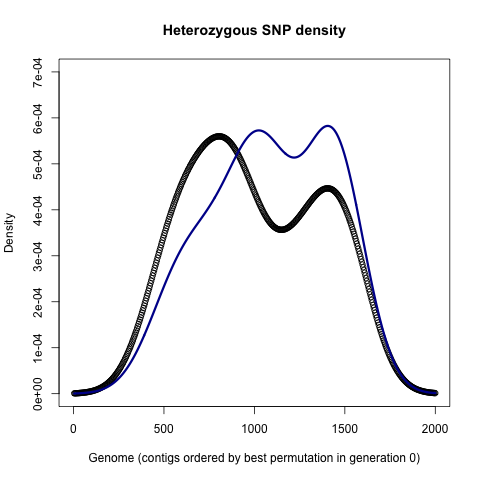 Heterozygous SNP density
7e-04
6e-04
5e-04
4e-04
3e-04
2e-04
1e-04
0e+00
Density
0 500 1000 1500 2000
Genome (contigs ordered by best permutation in generation 0)